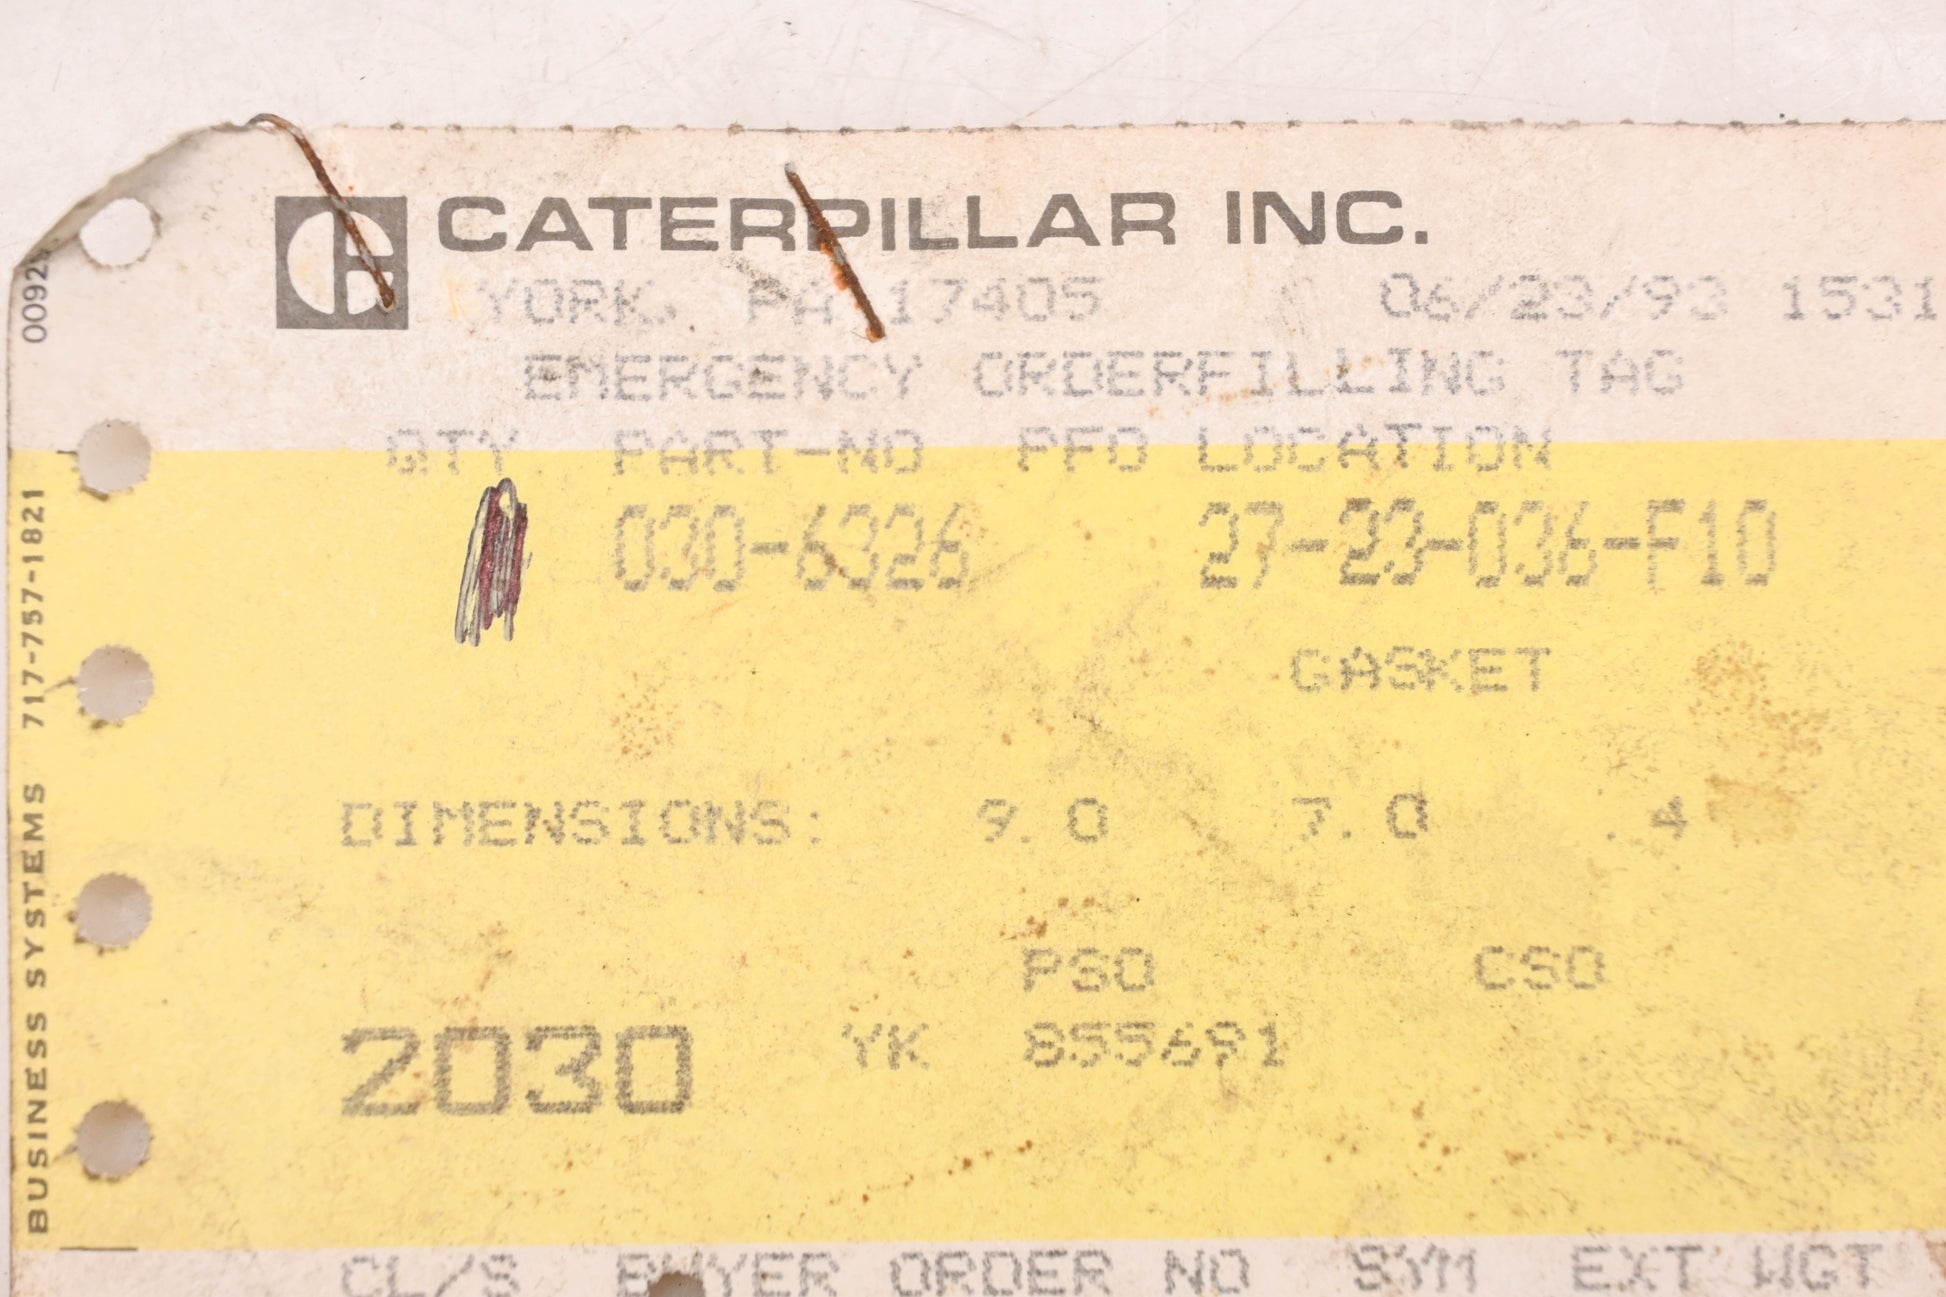 CATERPILLAR INC.
YORK, PA 17405 06/23/93 1531
EMERGENCY ORDERFILLING TAG
QTY PART-NO PFO LOCATION
030-6326 27-23-036-F10
GASKET
DIMENSIONS: 9.0 7.0 .4
PSO CSO
2030 YK 855691
CL/S BUYER ORDER NO SYM EXT WGT
BUSINESS SYSTEMS 717-757-1821